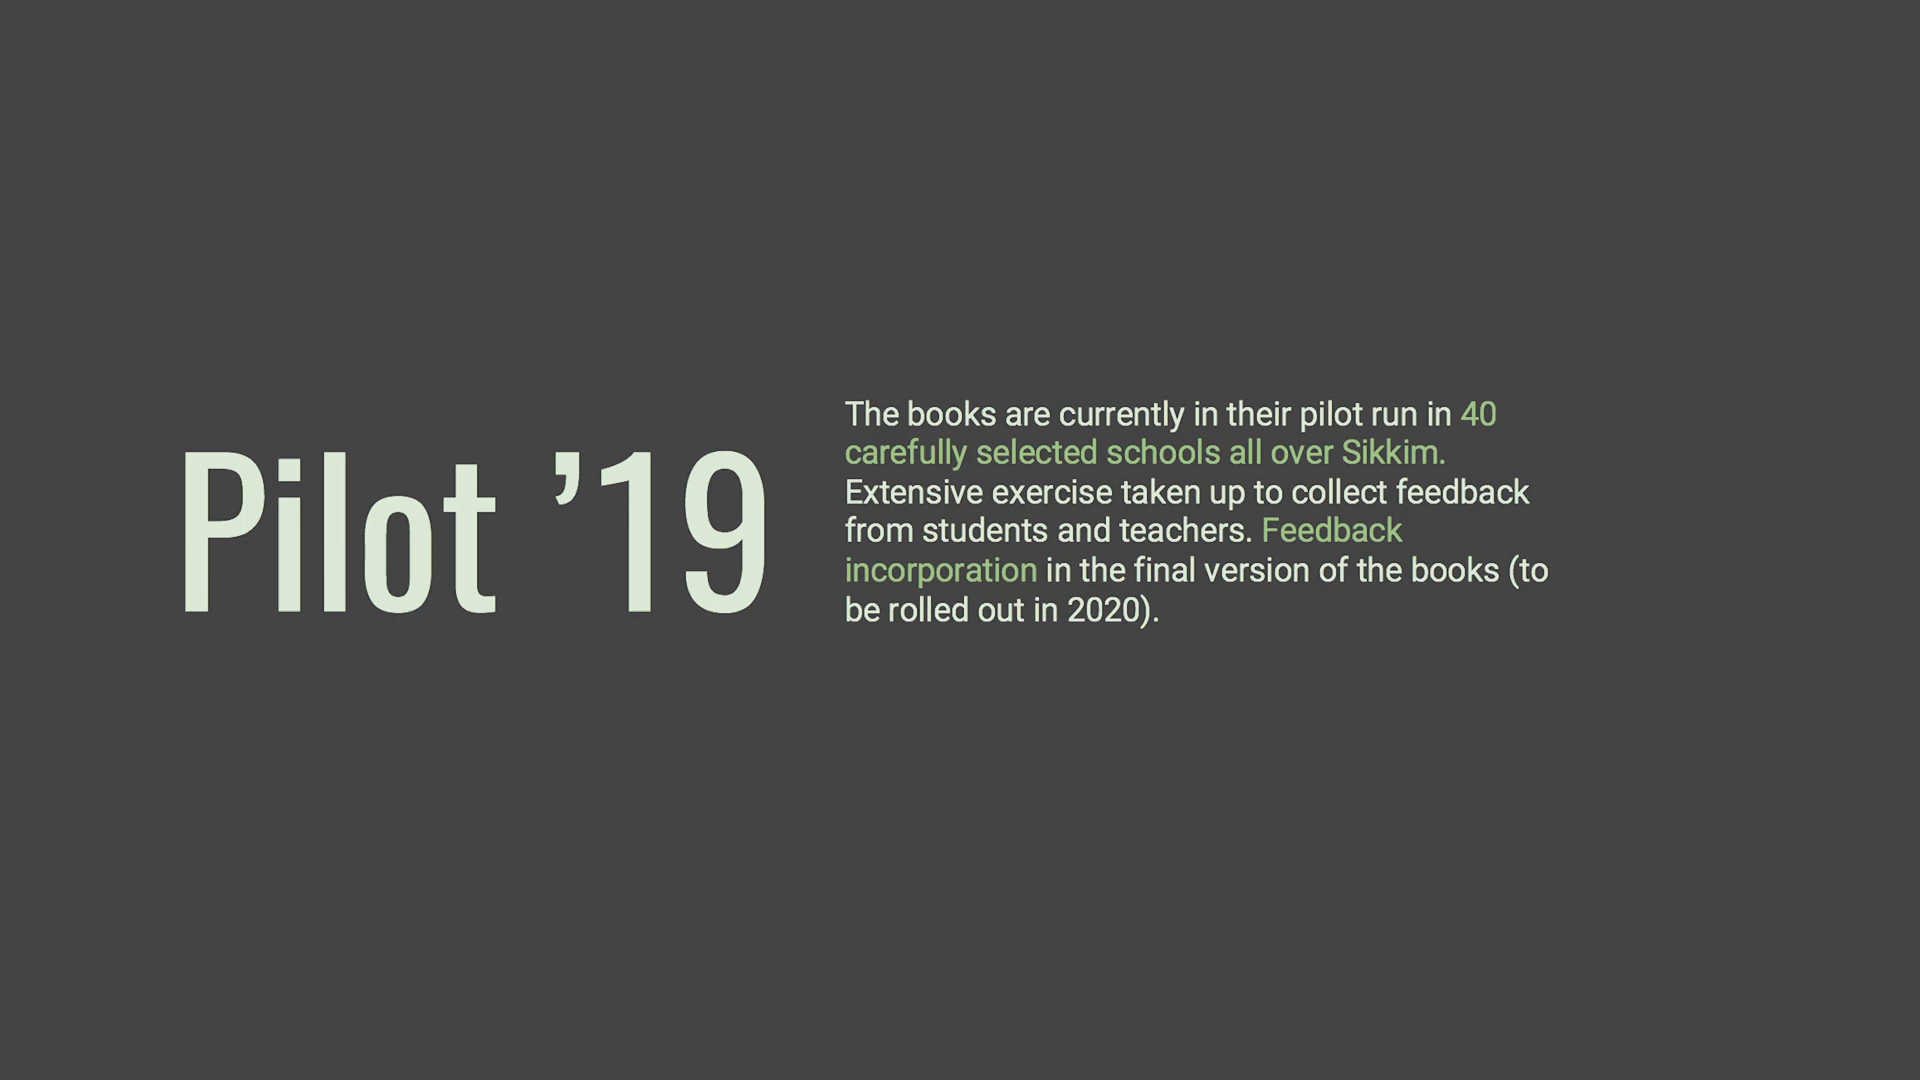 Pilot ’19
The books are currently in their pilot run in 40
carefully selected schools all over Sikkim.
Extensive exercise taken up to collect feedback
from students and teachers. Feedback
incorporation in the final version of the books (to
be rolled out in 2020).